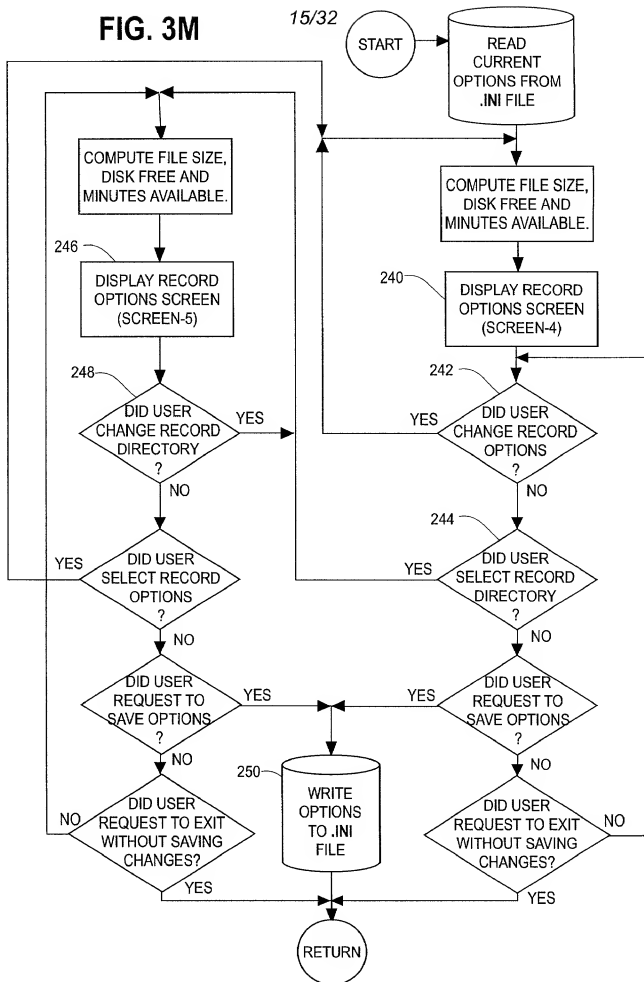 FIG. 3M
15/32
START
READ
CURRENT
OPTIONS FROM
.INI FILE
COMPUTE FILE SIZE,
DISK FREE AND
MINUTES AVAILABLE.
246
DISPLAY RECORD
OPTIONS SCREEN
(SCREEN-5)
248
DID USER
CHANGE RECORD
DIRECTORY
?
YES
NO
YES
DID USER
SELECT RECORD
OPTIONS
?
NO
DID USER
REQUEST TO
SAVE OPTIONS
?
YES
NO
NO
DID USER
REQUEST TO EXIT
WITHOUT SAVING
CHANGES?
YES
COMPUTE FILE SIZE,
DISK FREE AND
MINUTES AVAILABLE.
240
DISPLAY RECORD
OPTIONS SCREEN
(SCREEN-4)
242
YES
DID USER
CHANGE RECORD
OPTIONS
?
NO
244
YES
DID USER
SELECT RECORD
DIRECTORY
?
NO
YES
DID USER
REQUEST TO
SAVE OPTIONS
?
NO
DID USER
REQUEST TO EXIT
WITHOUT SAVING
CHANGES?
NO
YES
250
WRITE
OPTIONS
TO .INI
FILE
RETURN